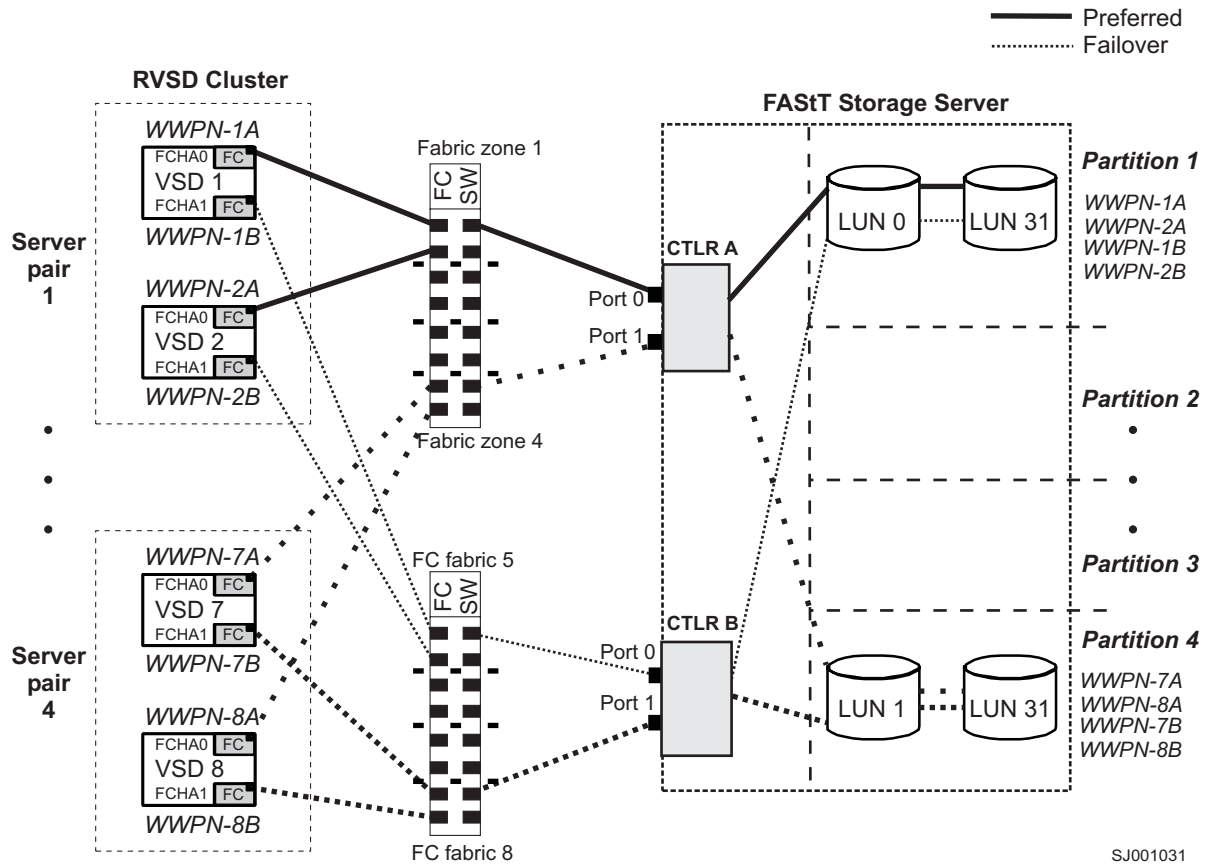 Preferred
Failover
RVSD Cluster
FAStT Storage Server
WWPN-1A
FCHA0 FC
VSD 1
FCHA1 FC
WWPN-1B
Server
pair
1
WWPN-2A
FCHA0 FC
VSD 2
FCHA1 FC
WWPN-2B
Fabric zone 1
FC
SW
Fabric zone 4
CTLR A
Port 0
Port 1
LUN 0
LUN 31
Partition 1
WWPN-1A
WWPN-2A
WWPN-1B
WWPN-2B
Partition 2
Partition 3
WWPN-7A
FCHA0 FC
VSD 7
FCHA1 FC
WWPN-7B
Server
pair
4
WWPN-8A
FCHA0 FC
VSD 8
FCHA1 FC
WWPN-8B
FC fabric 5
FC
SW
FC fabric 8
CTLR B
Port 0
Port 1
LUN 1
LUN 31
Partition 4
WWPN-7A
WWPN-8A
WWPN-7B
WWPN-8B
SJ001031